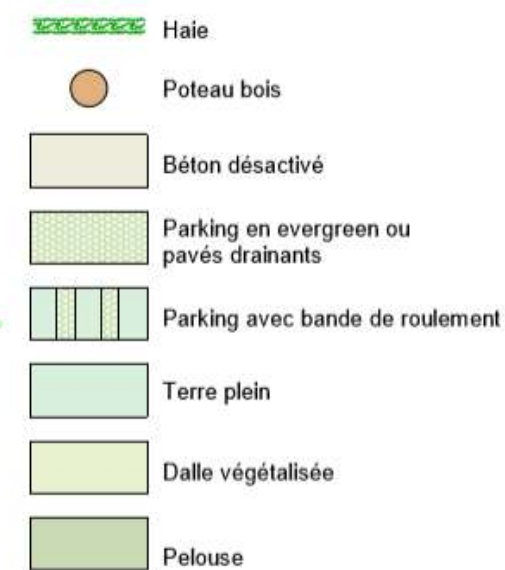 Haie
Poteau bois
Béton désactivé
Parking en evergreen ou
pavés drainants
Parking avec bande de roulement
Terre plein
Dalle végétalisée
Pelouse